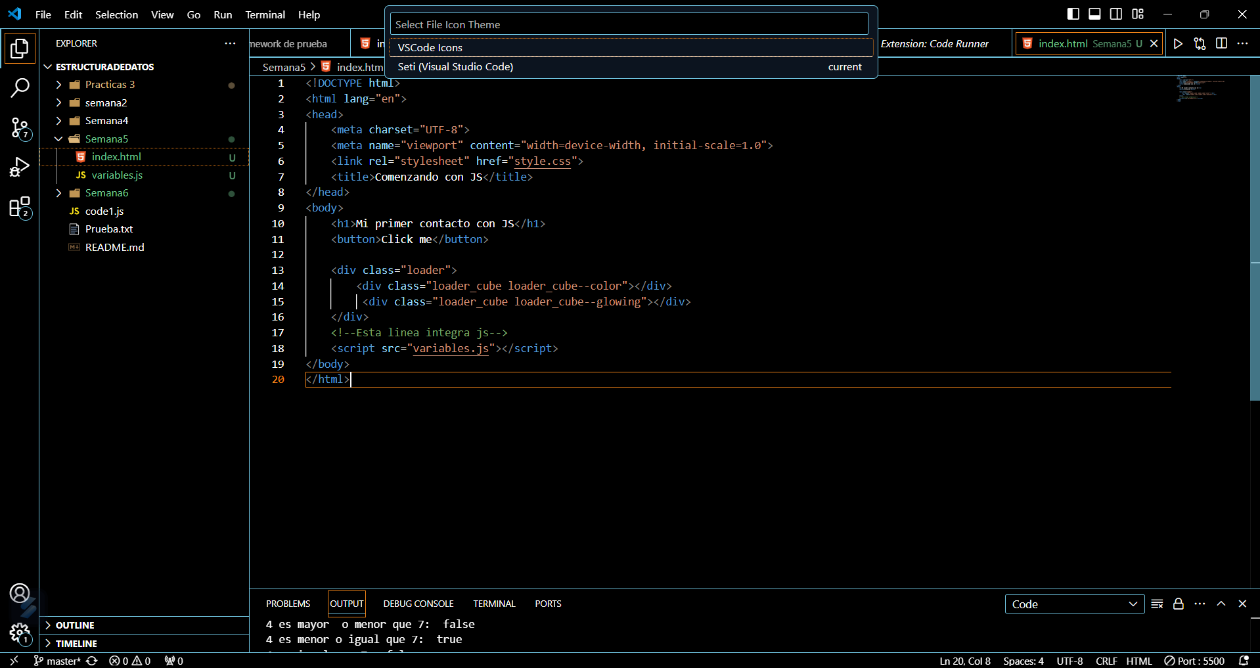 File Edit Selection View Go Run Terminal Help
Select File Icon Theme
VSCode Icons
Seti (Visual Studio Code) current
EXPLORER
mework de prueba
Extension: Code Runner
index.html Semana5 U
ESTRUCTURADEDATOS
Practicas 3
semana2
Semana4
Semana5
index.html U
JS variables.js U
Semana6
JS code1.js
Prueba.txt
README.md
OUTLINE
TIMELINE
7
2
1
Semana5 > index.htm
1 <!DOCTYPE html>
2 <html lang="en">
3 <head>
4 <meta charset="UTF-8">
5 <meta name="viewport" content="width=device-width, initial-scale=1.0">
6 <link rel="stylesheet" href="style.css">
7 <title>Comenzando con JS</title>
8 </head>
9 <body>
10 <h1>Mi primer contacto con JS</h1>
11 <button>Click me</button>
12
13 <div class="loader">
14 <div class="loader_cube loader_cube--color"></div>
15 <div class="loader_cube loader_cube--glowing"></div>
16 </div>
17 <!--Esta linea integra js-->
18 <script src="variables.js"></script>
19 </body>
20 </html>
PROBLEMS OUTPUT DEBUG CONSOLE TERMINAL PORTS
Code
4 es mayor o menor que 7: false
4 es menor o igual que 7: true
master* 0 0 0
Ln 20, Col 8 Spaces: 4 UTF-8 CRLF HTML Port : 5500